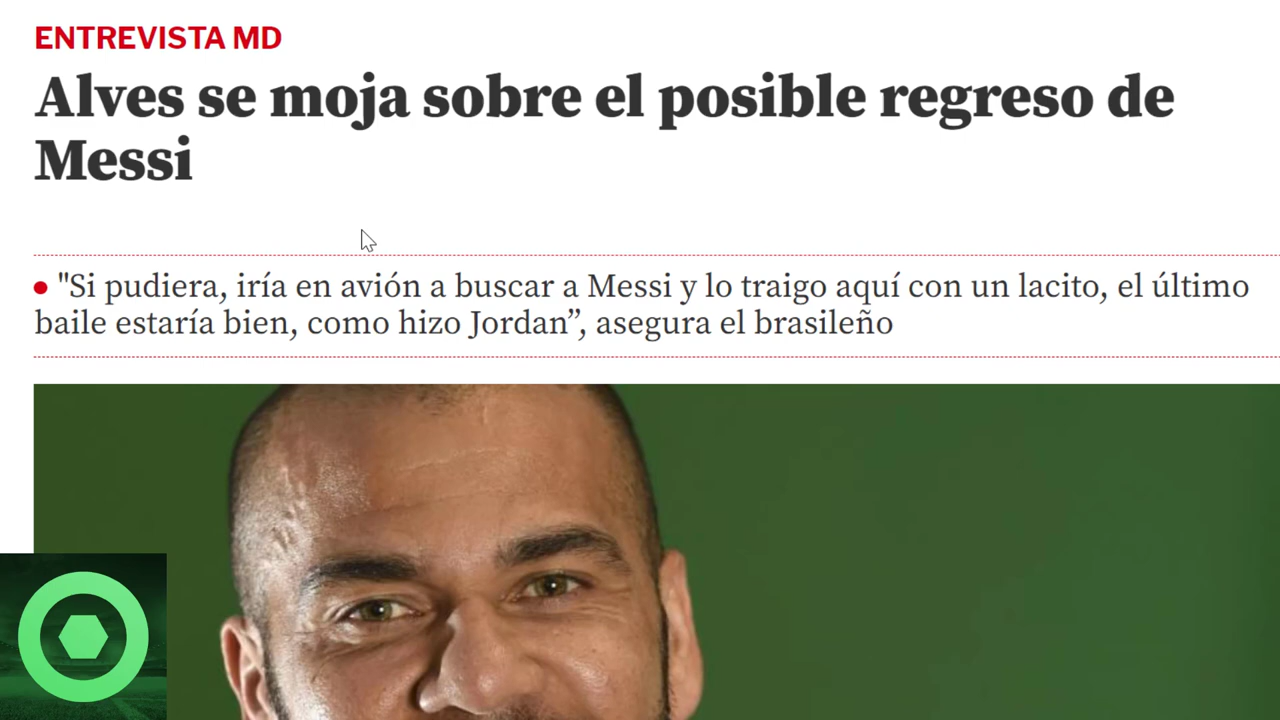 ENTREVISTA MD
Alves se moja sobre el posible regreso de
Messi
"Si pudiera, iría en avión a buscar a Messi y lo traigo aquí con un lacito, el último
baile estaría bien, como hizo Jordan”, asegura el brasileño